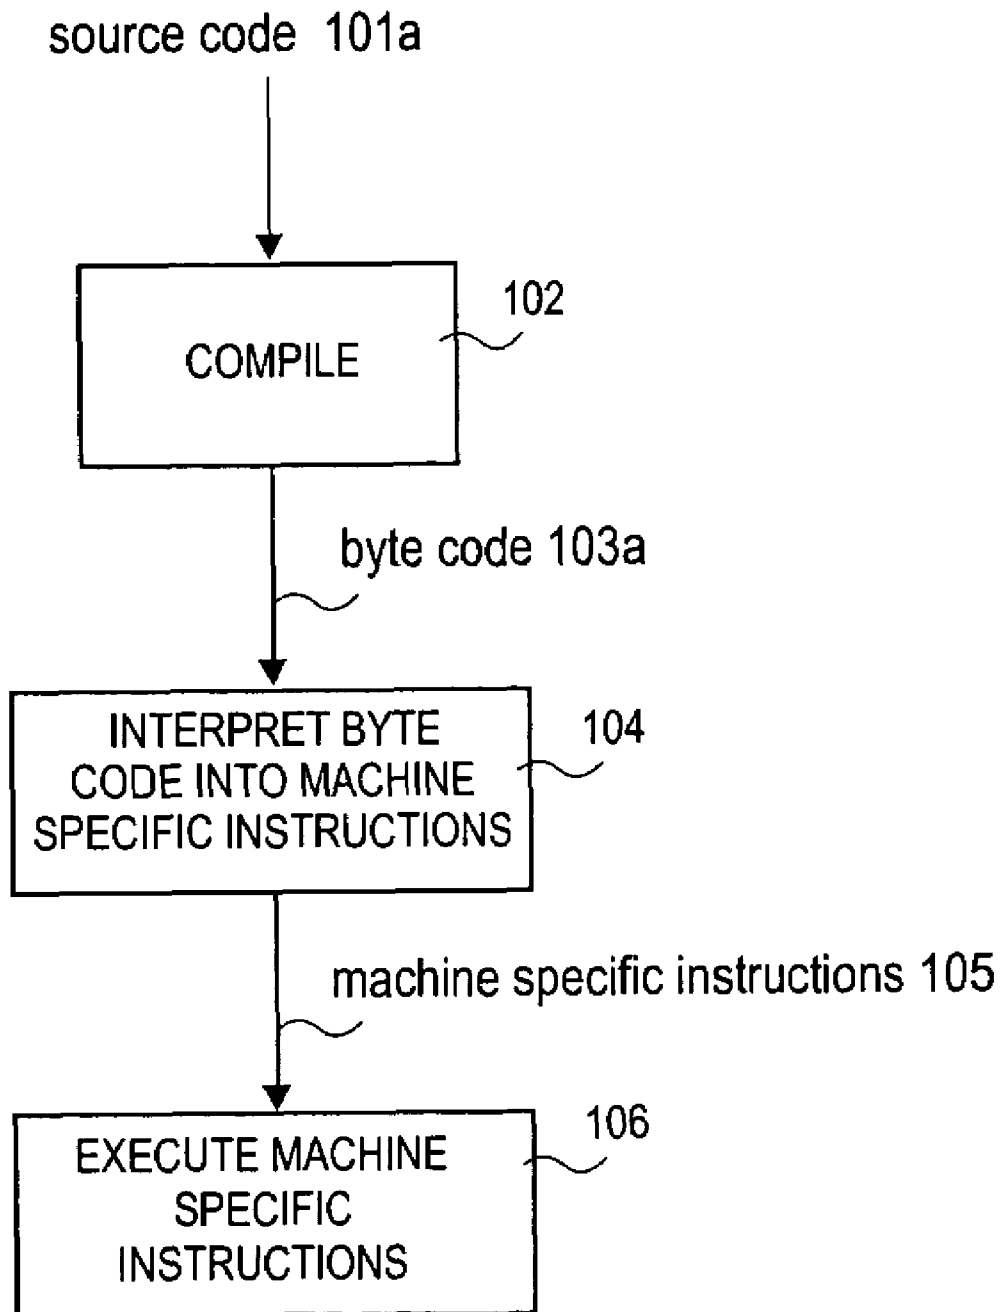 source code 101a
102
COMPILE
byte code 103a
104
INTERPRET BYTE
CODE INTO MACHINE
SPECIFIC INSTRUCTIONS
machine specific instructions 105
106
EXECUTE MACHINE
SPECIFIC
INSTRUCTIONS